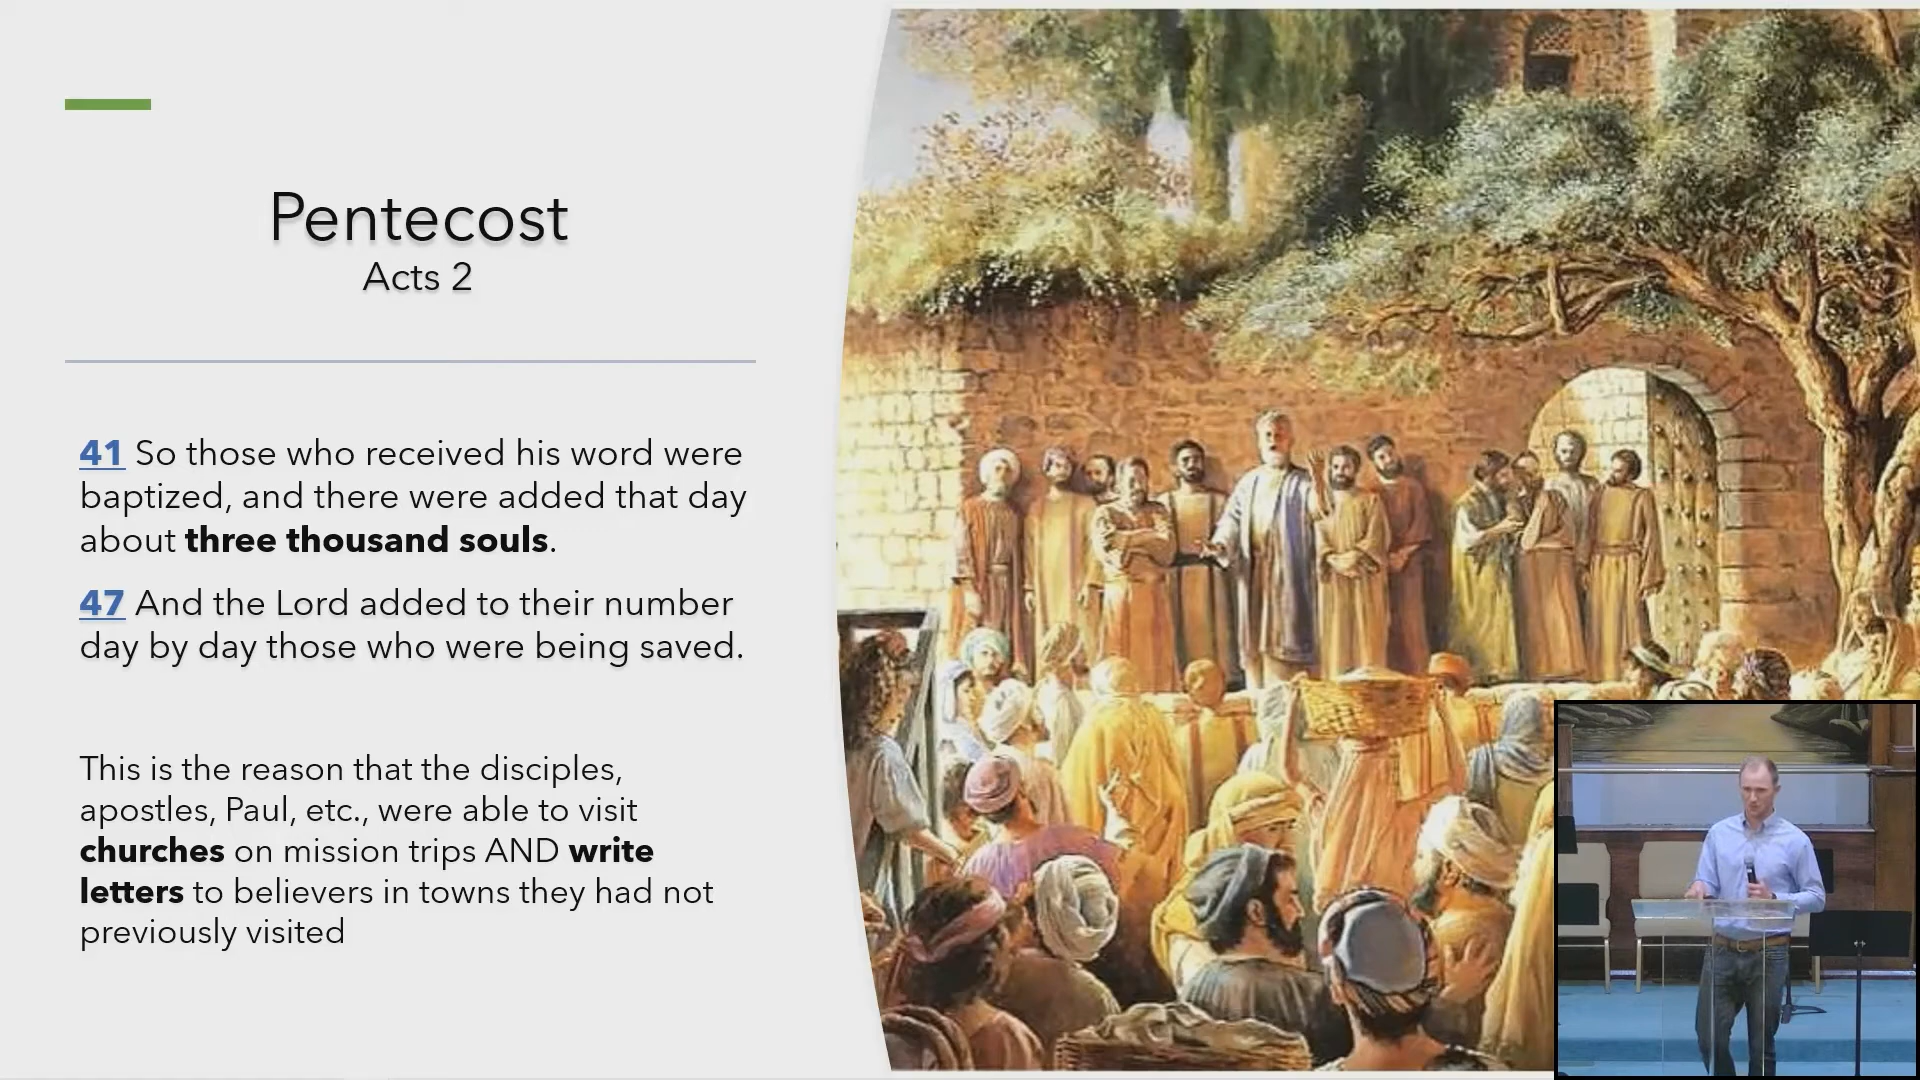 Pentecost
Acts 2
41 So those who received his word were
baptized, and there were added that day
about three thousand souls.
47 And the Lord added to their number
day by day those who were being saved.
This is the reason that the disciples,
apostles, Paul, etc., were able to visit
churches on mission trips AND write
letters to believers in towns they had not
previously visited